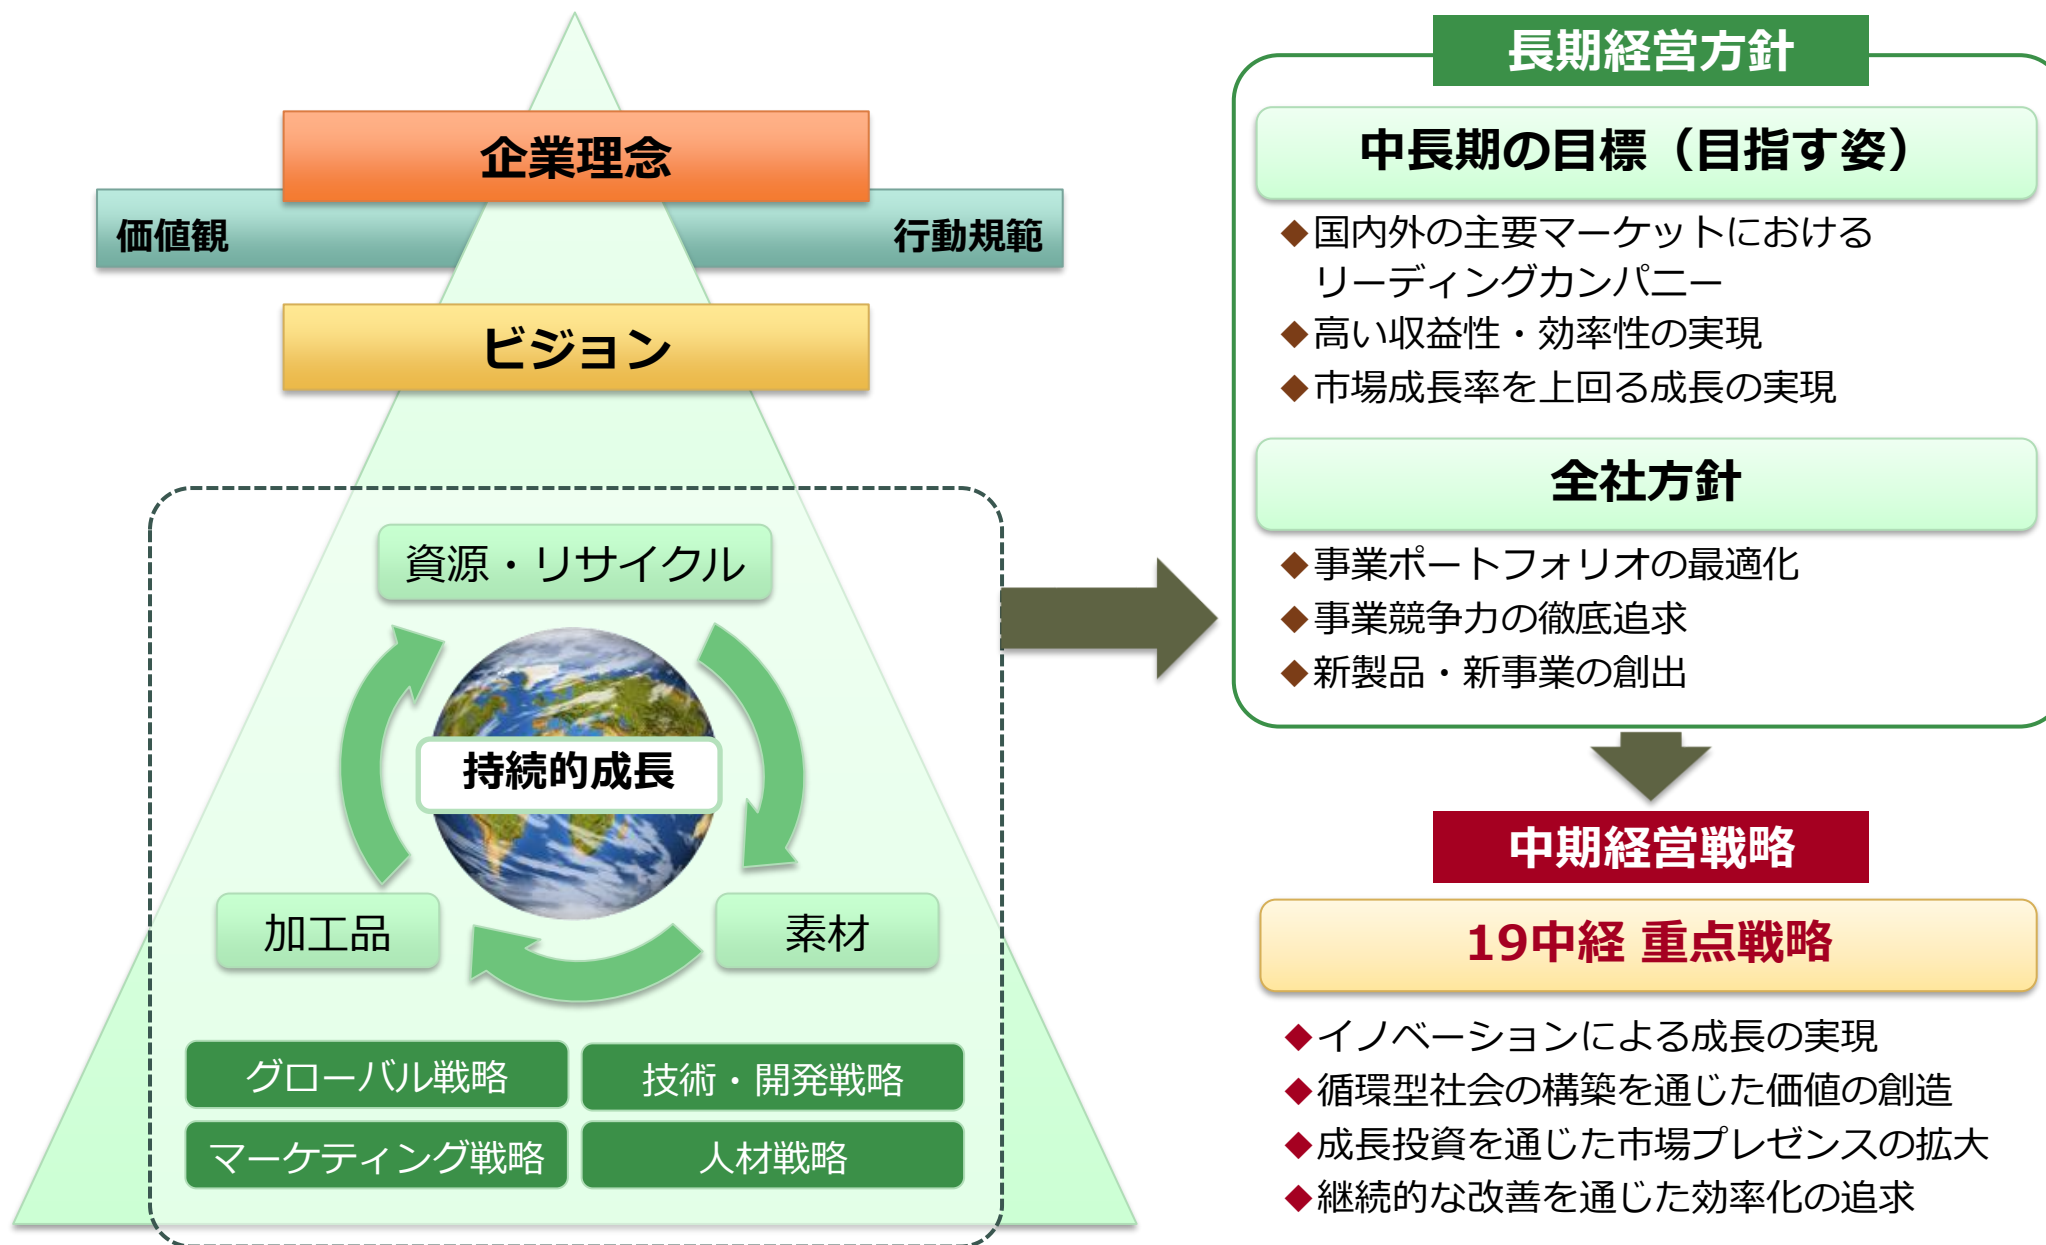 企業理念
価値観
行動規範
ビジョン
資源・リサイクル
持続的成長
加工品
素材
グローバル戦略
技術・開発戦略
マーケティング戦略
人材戦略
長期経営方針
中長期の目標（目指す姿）
◆国内外の主要マーケットにおける
リーディングカンパニー
◆高い収益性・効率性の実現
◆市場成長率を上回る成長の実現
全社方針
◆事業ポートフォリオの最適化
◆事業競争力の徹底追求
◆新製品・新事業の創出
中期経営戦略
19中経 重点戦略
◆イノベーションによる成長の実現
◆循環型社会の構築を通じた価値の創造
◆成長投資を通じた市場プレゼンスの拡大
◆継続的な改善を通じた効率化の追求